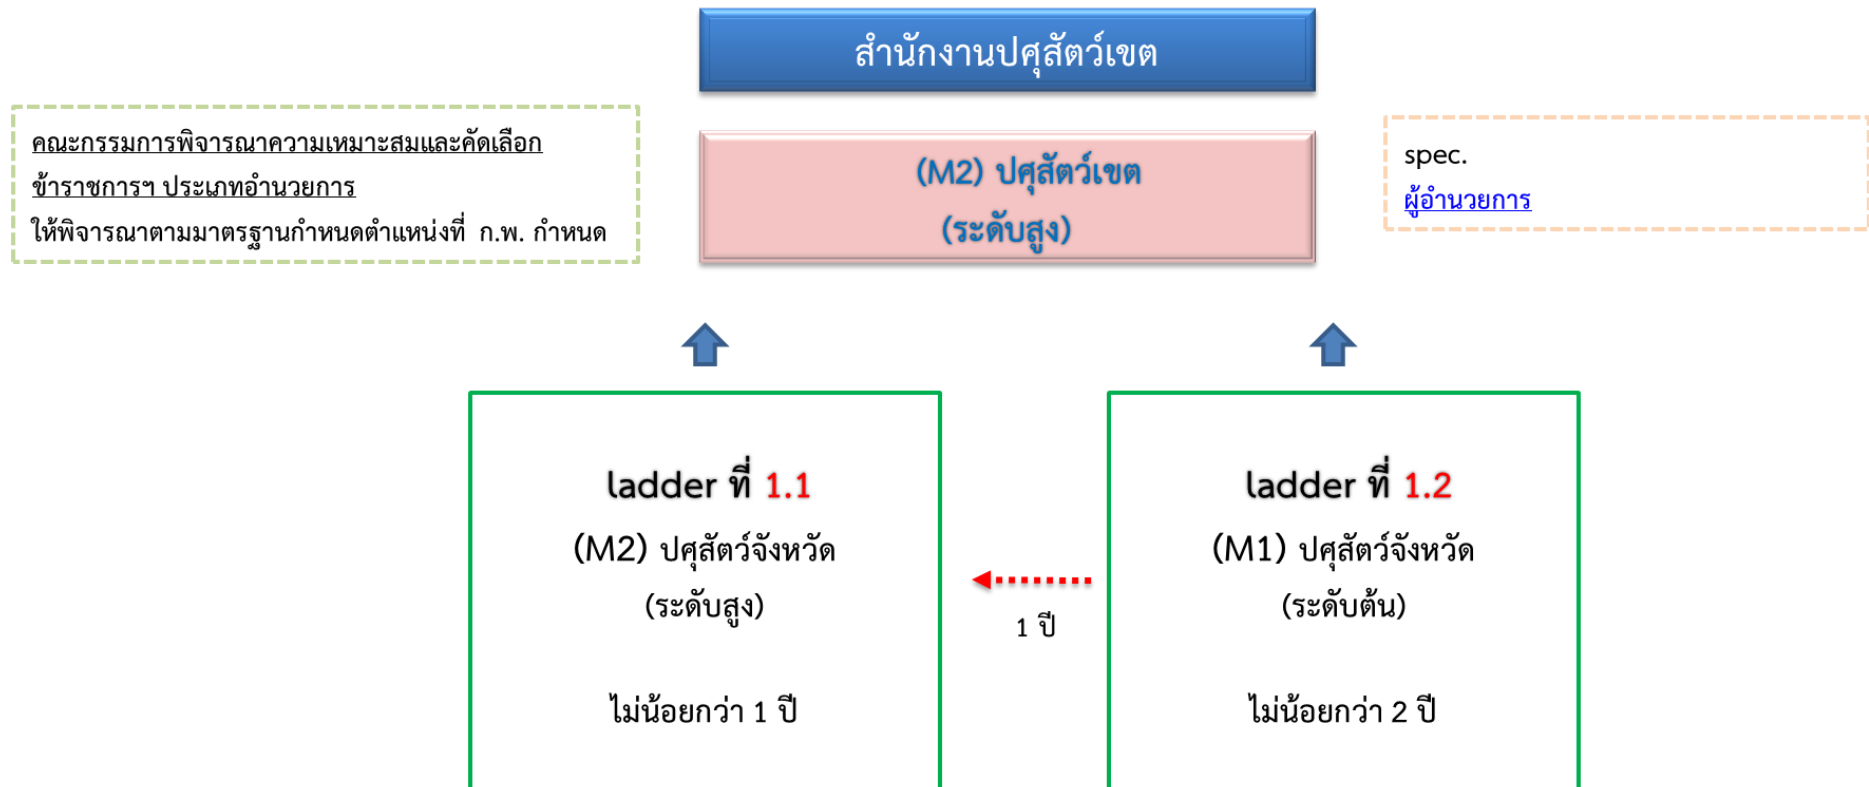 สำนักงานปศุสัตว์เขต
คณะกรรมการพิจารณาความเหมาะสมและคัดเลือก
ข้าราชการฯ ประเภทอำนวยการ
ให้พิจารณาตามมาตรฐานกำหนดตำแหน่งที่ ก.พ. กำหนด
(M2) ปศุสัตว์เขต
(ระดับสูง)
spec.
ผู้อำนวยการ
ladder ที่ 1.1
(M2) ปศุสัตว์จังหวัด
(ระดับสูง)
ไม่น้อยกว่า 1 ปี
1 ปี
ladder ที่ 1.2
(M1) ปศุสัตว์จังหวัด
(ระดับต้น)
ไม่น้อยกว่า 2 ปี